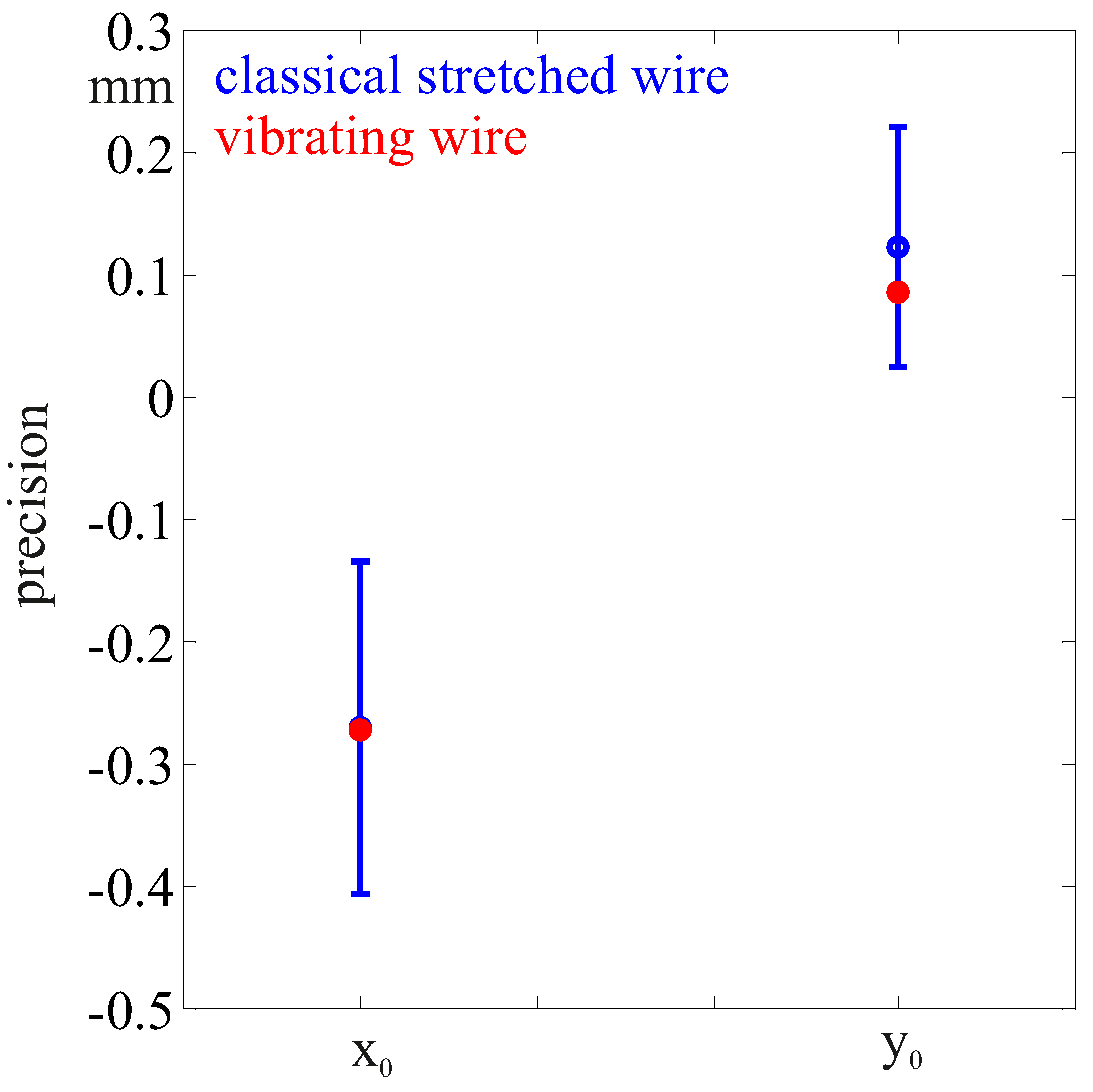 0.3
mm
classical stretched wire
vibrating wire
0.2
0.1
0
-0.1
-0.2
-0.3
-0.4
-0.5
precision
x₀
y₀